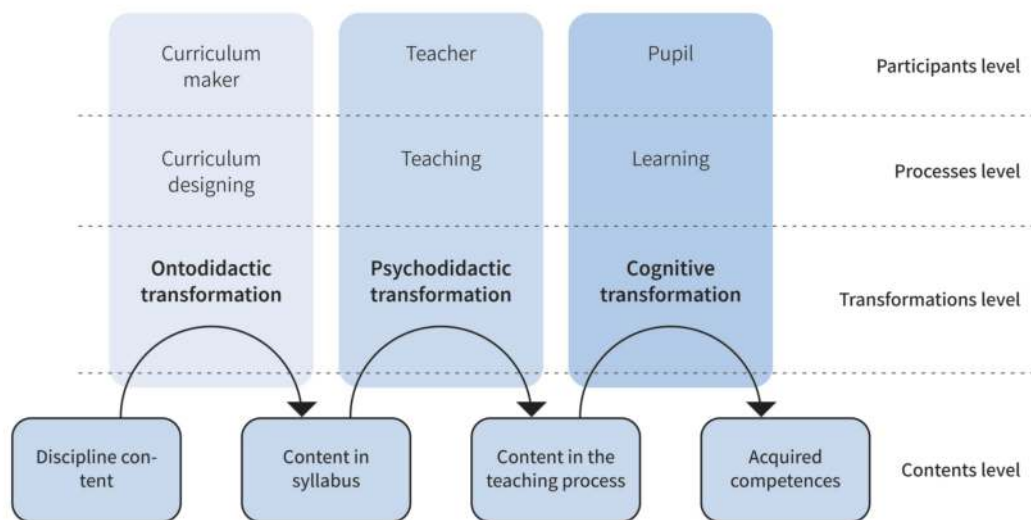 Curriculum
maker
Teacher
Pupil
Participants level
Curriculum
designing
Teaching
Learning
Processes level
Ontodidactic
transformation
Psychodidactic
transformation
Cognitive
transformation
Transformations level
Discipline con-
tent
Content in
syllabus
Content in the
teaching process
Acquired
competences
Contents level